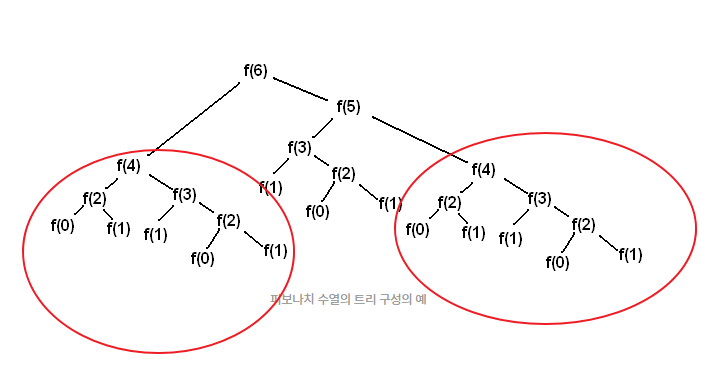 f(6)
f(5)
f(3)
f(4) f(4)
f(2) f(3) f(1) f(2) f(2) f(3)
f(0) f(1) f(1) f(2) f(0) f(1) f(0) f(1) f(1) f(2)
f(0) f(1) f(0) f(1)
피보나치 수열의 트리 구성의 예